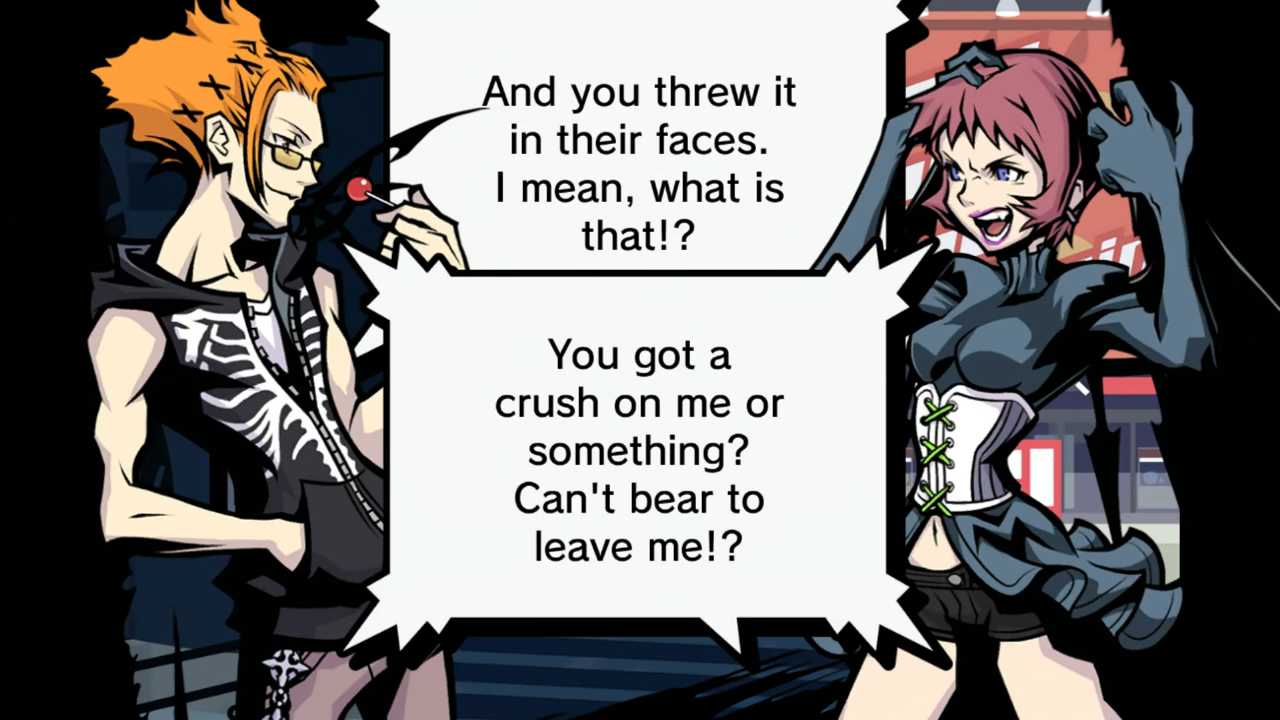 And you threw it
in their faces.
I mean, what is
that!?
You got a
crush on me or
something?
Can't bear to
leave me!?